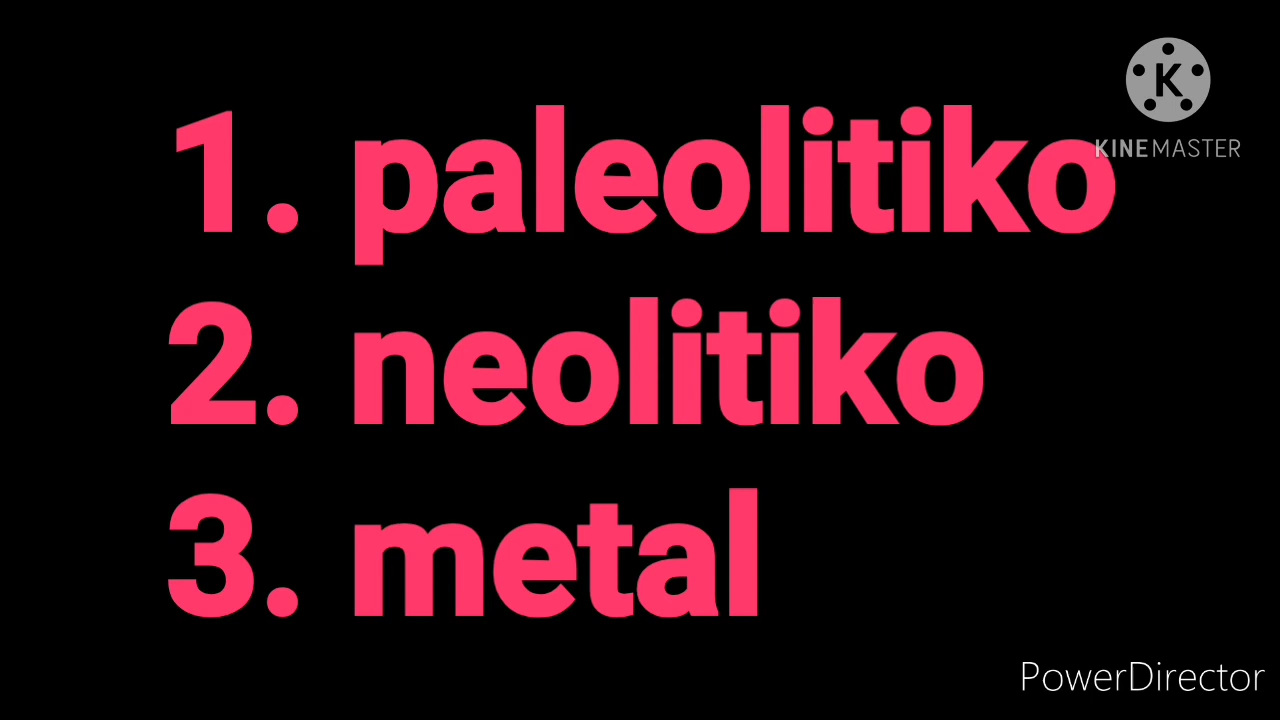 1. paleolitiko
K
KINEMASTER
2. neolitiko
3. metal
PowerDirector